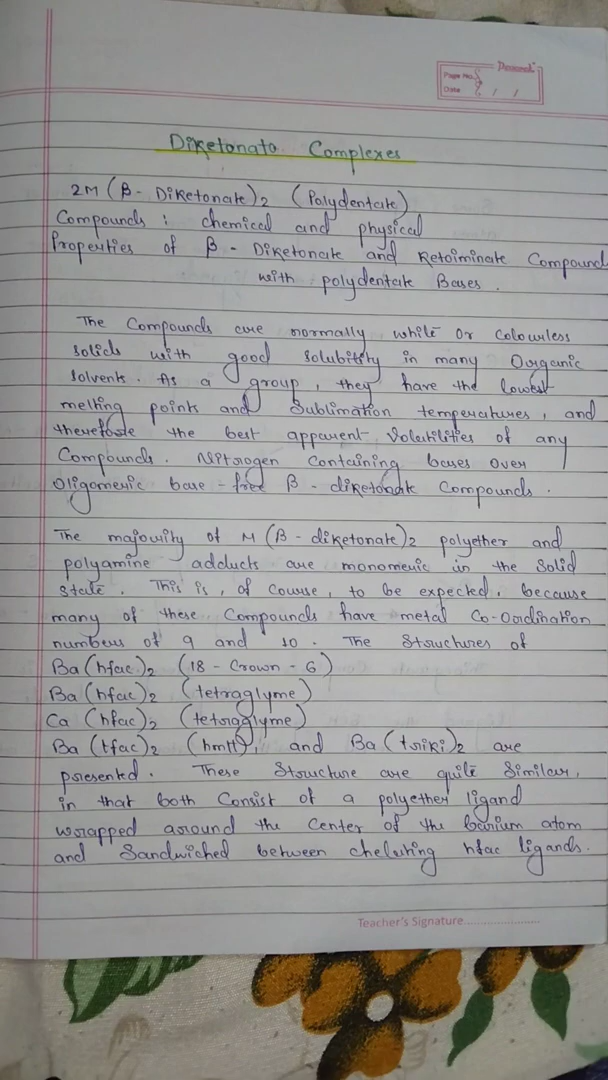 Page No.
Date / /
Diketonato Complexes
2M (β - Diketonate)2 (Polydentate)
Compounds : chemical and physical
Properties of β - Diketonate and Ketoiminate Compound
with polydentate Bases .
The Compounds are normally white or colourless
solids with good solubility in many Oorganic
solvents. As a group , they have the lowest
melting points and Sublimation temperatures , and
therefore the best apparent Volatilities of any
Compounds . Nitrogen Containing bases Over
Oligomeric base - free β - diketonate Compounds .
The majority of M (β - diketonate)2 polyether and
polyamine adducts are monomeric in the Solid
State . This is , of Course , to be expected , because
many of these Compounds have metal Co-Oordination
numbers of 9 and 10 . The Structures of
Ba (hfac)2 (18 - Crown - 6)
Ba (hfac)2 (tetraglyme)
Ca (hfac)2 (tetraglyme)
Ba (tfac)2 (hmtt), and Ba (triki)2 are
presented . These Structure are quite Similar,
in that both Consist of a polyether ligand
wrapped around the Center of the barium atom
and Sandwiched between chelating hfac ligands.
Teacher's Signature........................